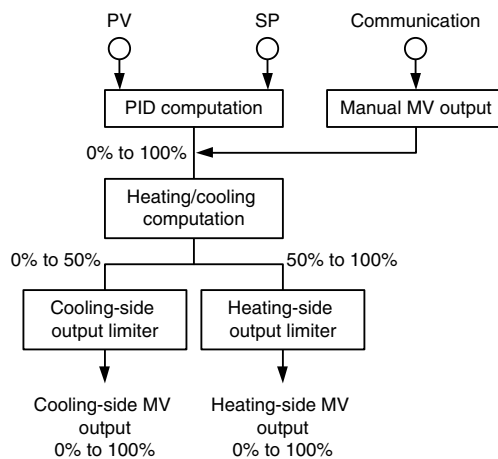 PV
SP
Communication
PID computation
Manual MV output
0% to 100%
Heating/cooling
computation
0% to 50%
50% to 100%
Cooling-side
output limiter
Heating-side
output limiter
Cooling-side MV
output
0% to 100%
Heating-side MV
output
0% to 100%